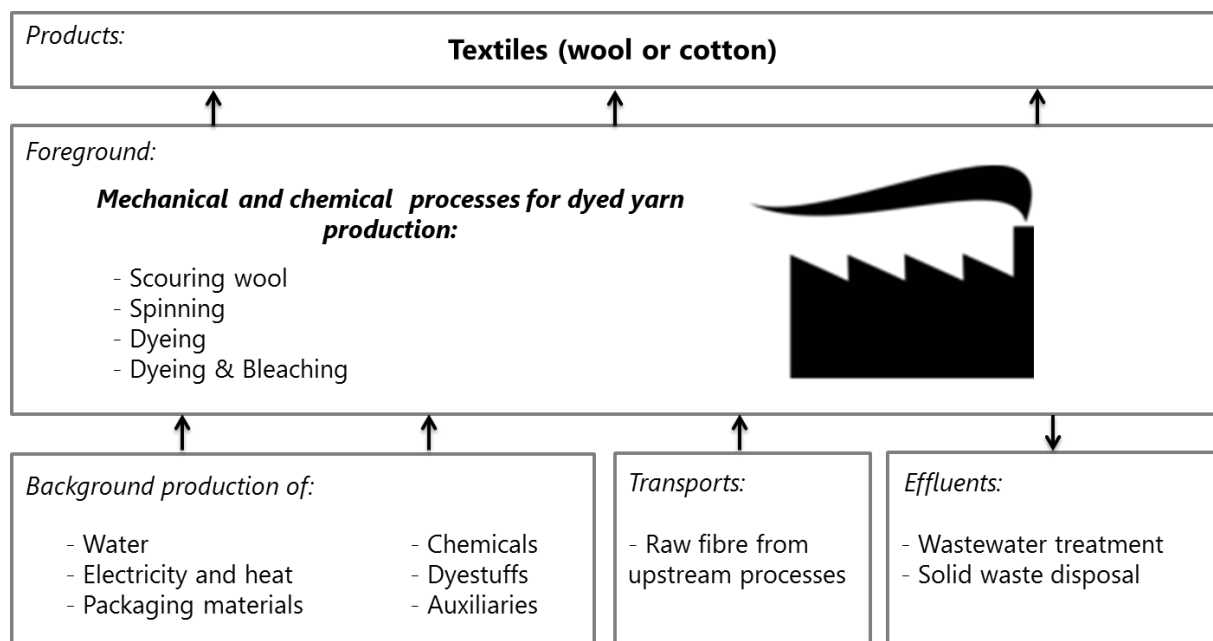 Products:
Textiles (wool or cotton)
Foreground:
Mechanical and chemical processes for dyed yarn
production:
- Scouring wool
- Spinning
- Dyeing
- Dyeing & Bleaching
Background production of:
- Water
- Electricity and heat
- Packaging materials
- Chemicals
- Dyestuffs
- Auxiliaries
Transports:
- Raw fibre from
upstream processes
Effluents:
- Wastewater treatment
- Solid waste disposal